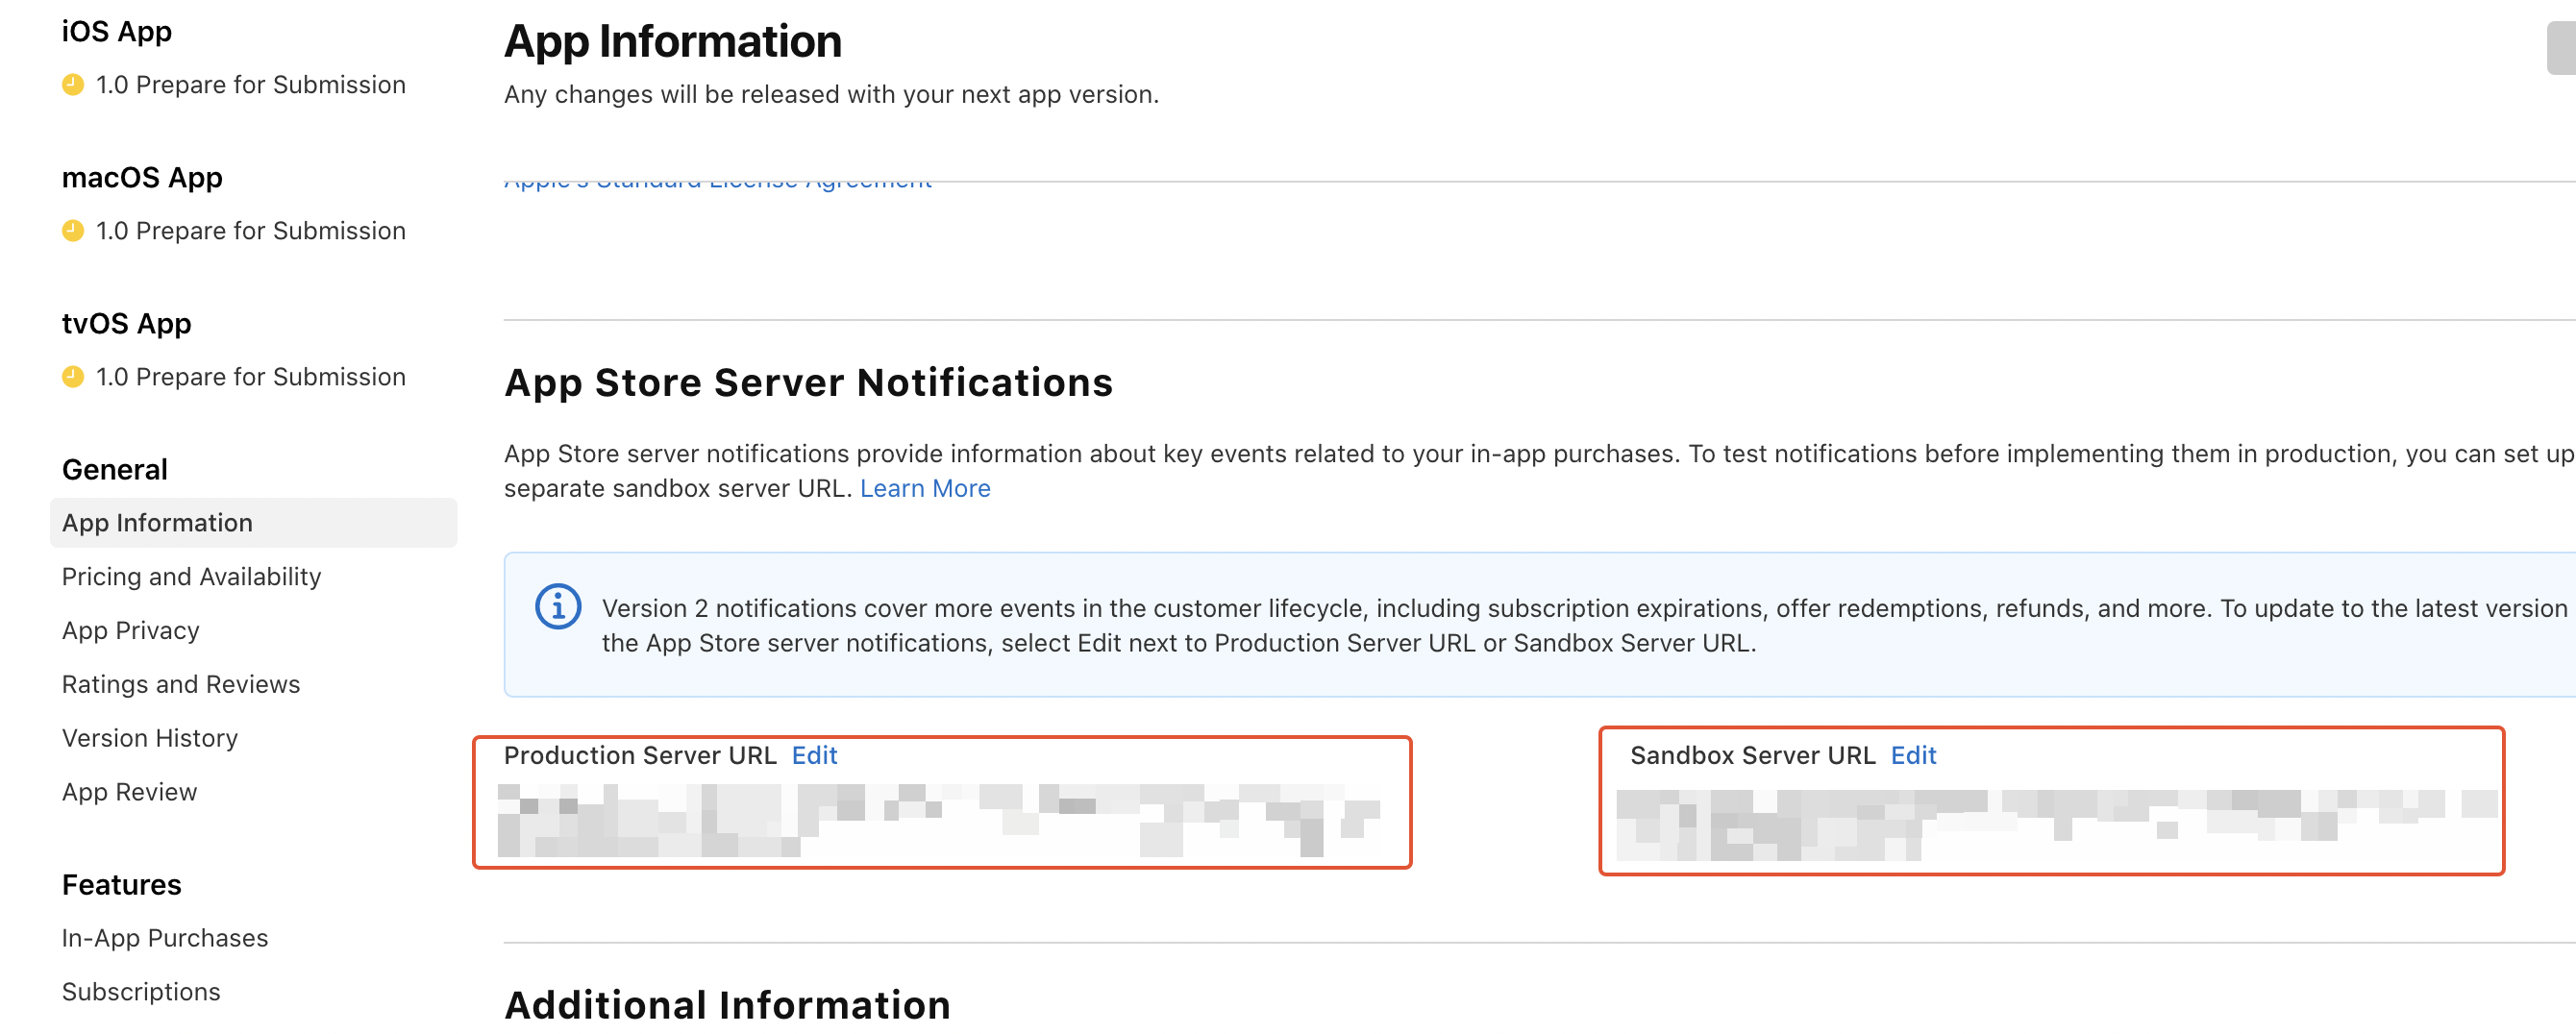 iOS App
1.0 Prepare for Submission
macOS App
1.0 Prepare for Submission
tvOS App
1.0 Prepare for Submission
General
App Information
Pricing and Availability
App Privacy
Ratings and Reviews
Version History
App Review
Features
In-App Purchases
Subscriptions
App Information
Any changes will be released with your next app version.
Apple's Standard License Agreement
App Store Server Notifications
App Store server notifications provide information about key events related to your in-app purchases. To test notifications before implementing them in production, you can set up
separate sandbox server URL. Learn More
Version 2 notifications cover more events in the customer lifecycle, including subscription expirations, offer redemptions, refunds, and more. To update to the latest version
the App Store server notifications, select Edit next to Production Server URL or Sandbox Server URL.
Production Server URL Edit
Sandbox Server URL Edit
Additional Information